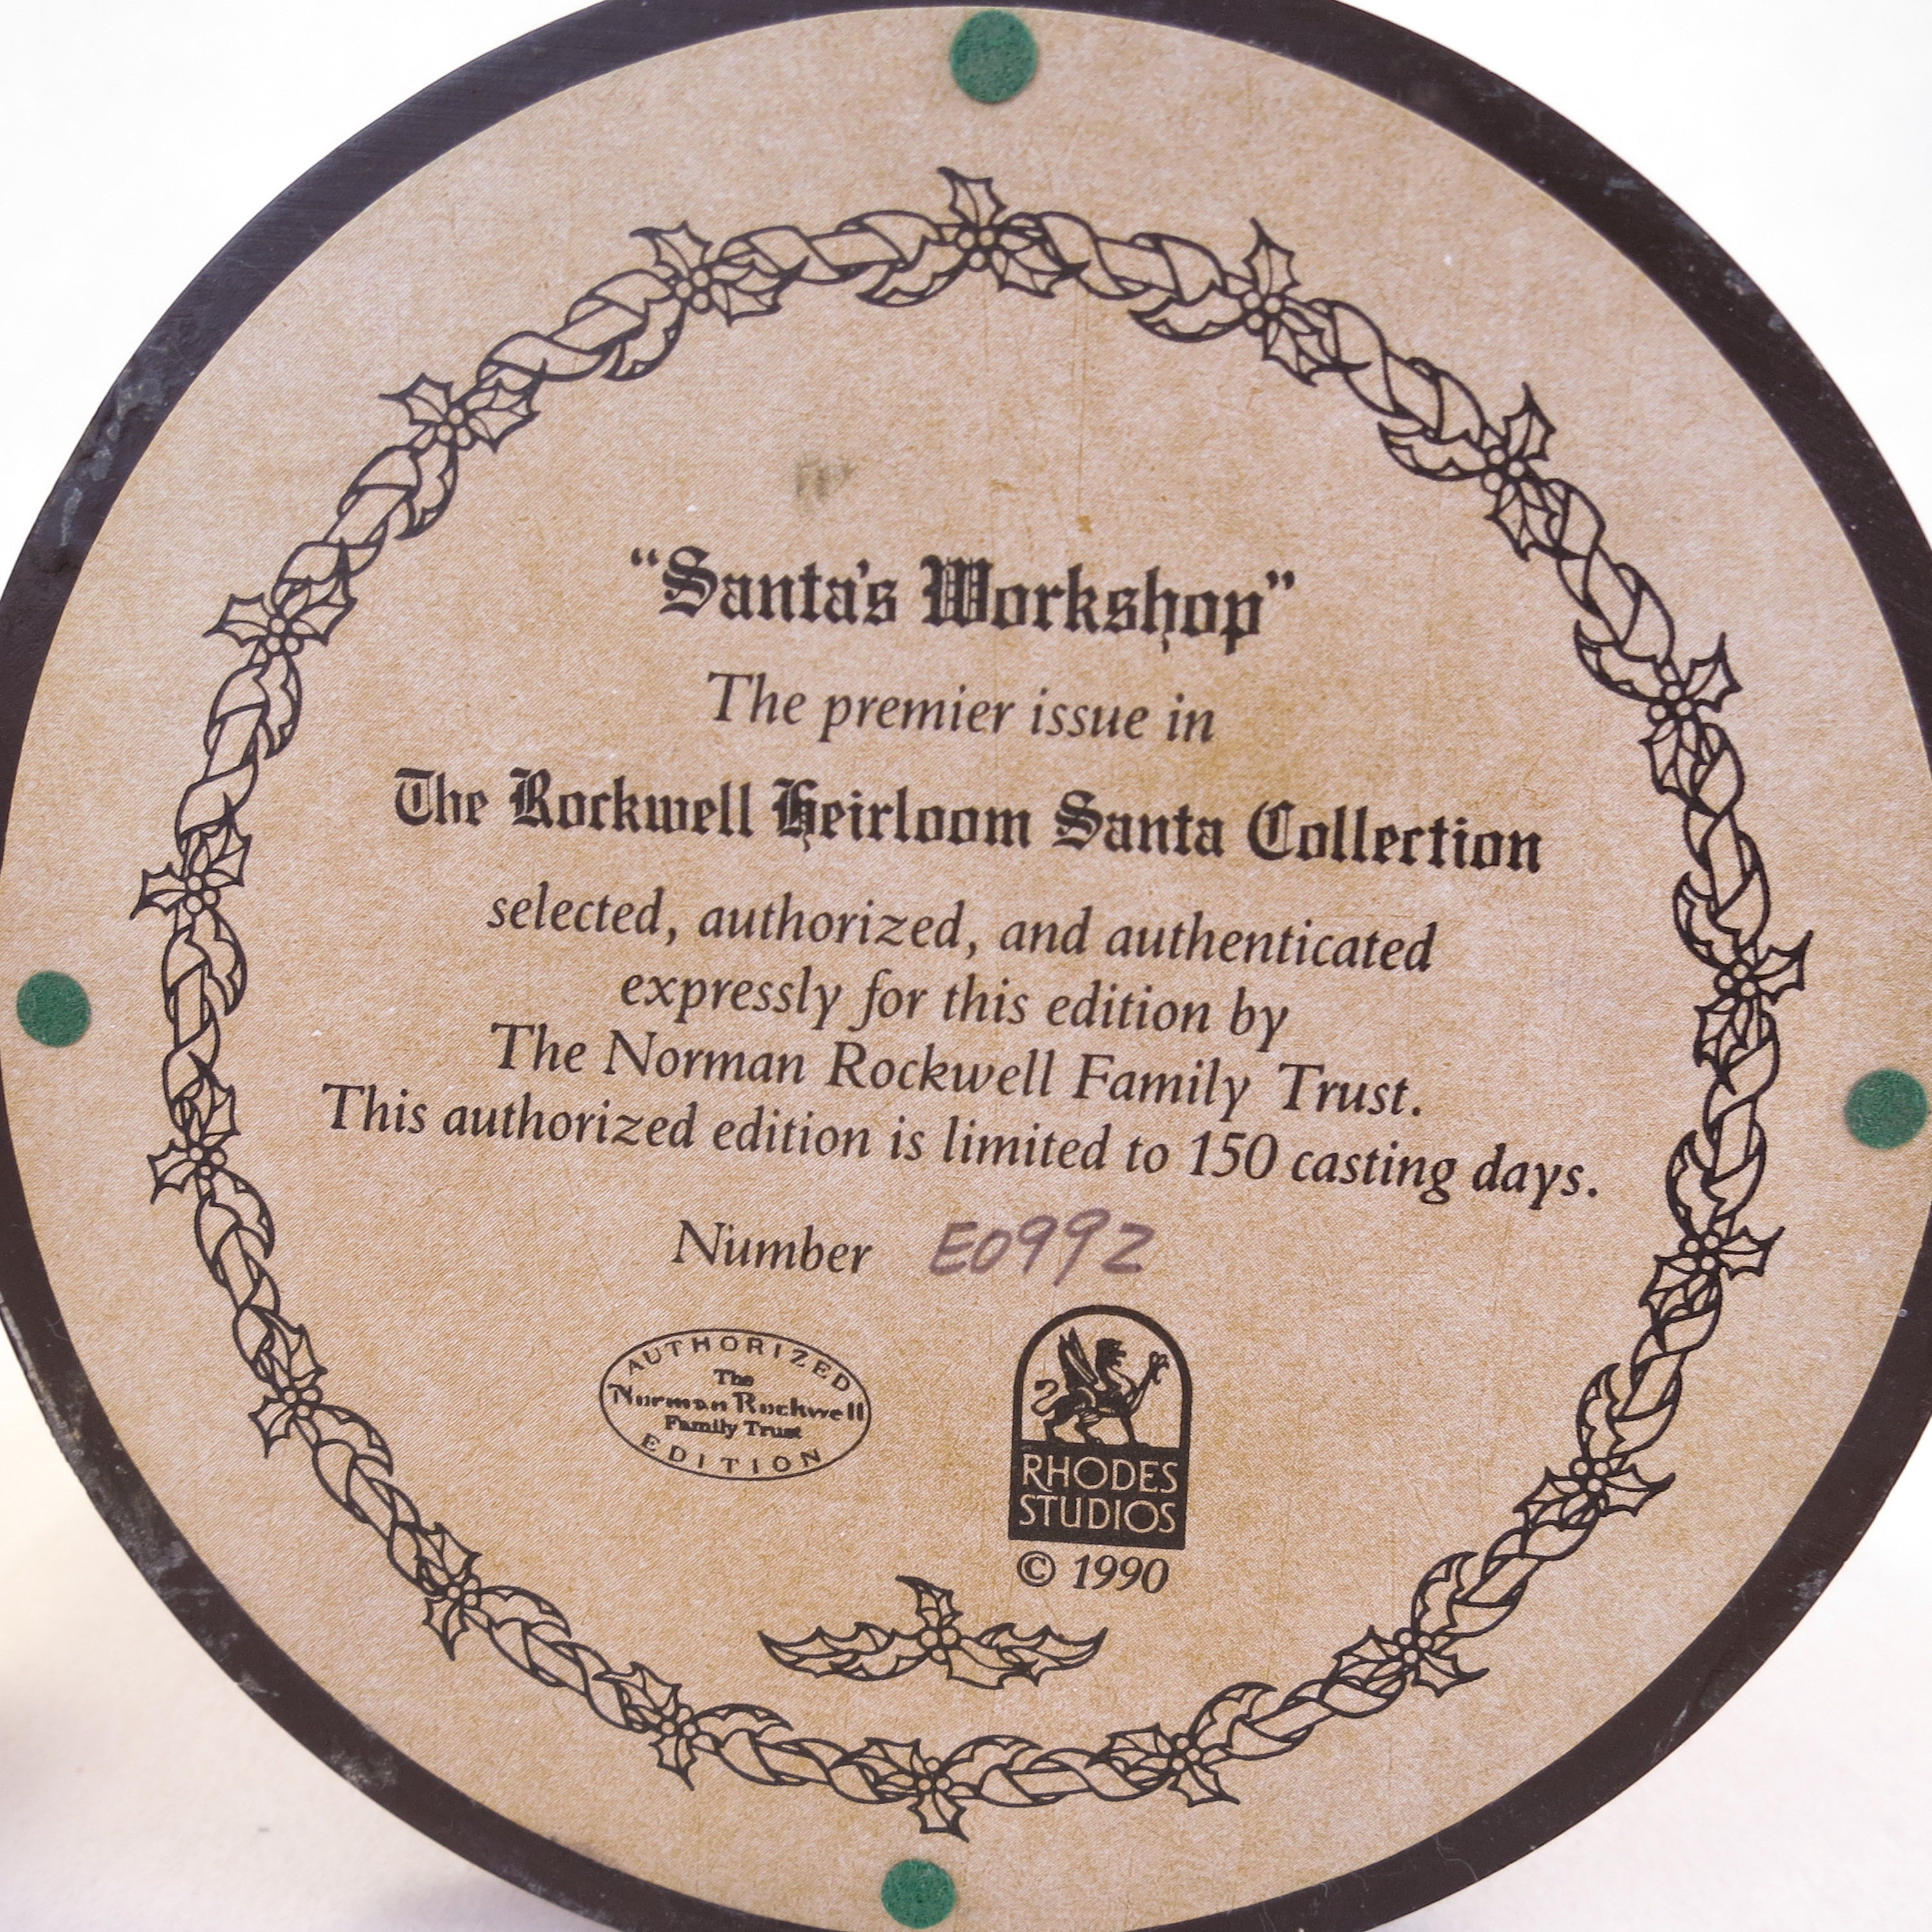 “Santa's Workshop”
The premier issue in
The Rockwell Heirloom Santa Collection
selected, authorized, and authenticated
expressly for this edition by
The Norman Rockwell Family Trust.
This authorized edition is limited to 150 casting days.
Number E0992
AUTHORIZED
The
Norman Rockwell
Family Trust
EDITION
RHODES
STUDIOS
© 1990